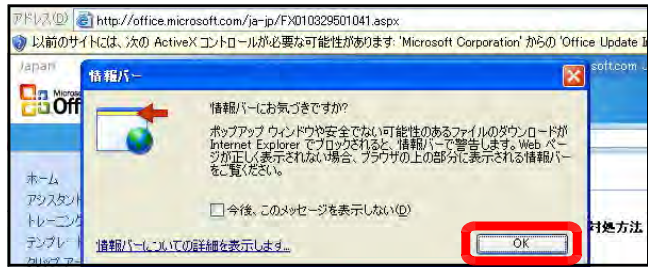 アドレス(D) http://office.microsoft.com/ja-jp/FX010329501041.aspx
以前のサイトには、次の ActiveX コントロールが必要な可能性があります: 'Microsoft Corporation' からの 'Office Update I
Japan
soft.com
情報バー
Micros
Off
情報バーにお気づきですか?
ポップアップ ウィンドウや安全でない可能性のあるファイルのダウンロードが
Internet Explorer でブロックされると、情報バーで警告します。Web ペー
ジが正しく表示されない場合、ブラウザの上の部分に表示される情報バー
をご覧ください。
ホーム
アシスタント
今後、このメッセージを表示しない(D)
トレーニング
対処方法
テンプレート
情報バーについての詳細を表示します...
OK
クリップ アー